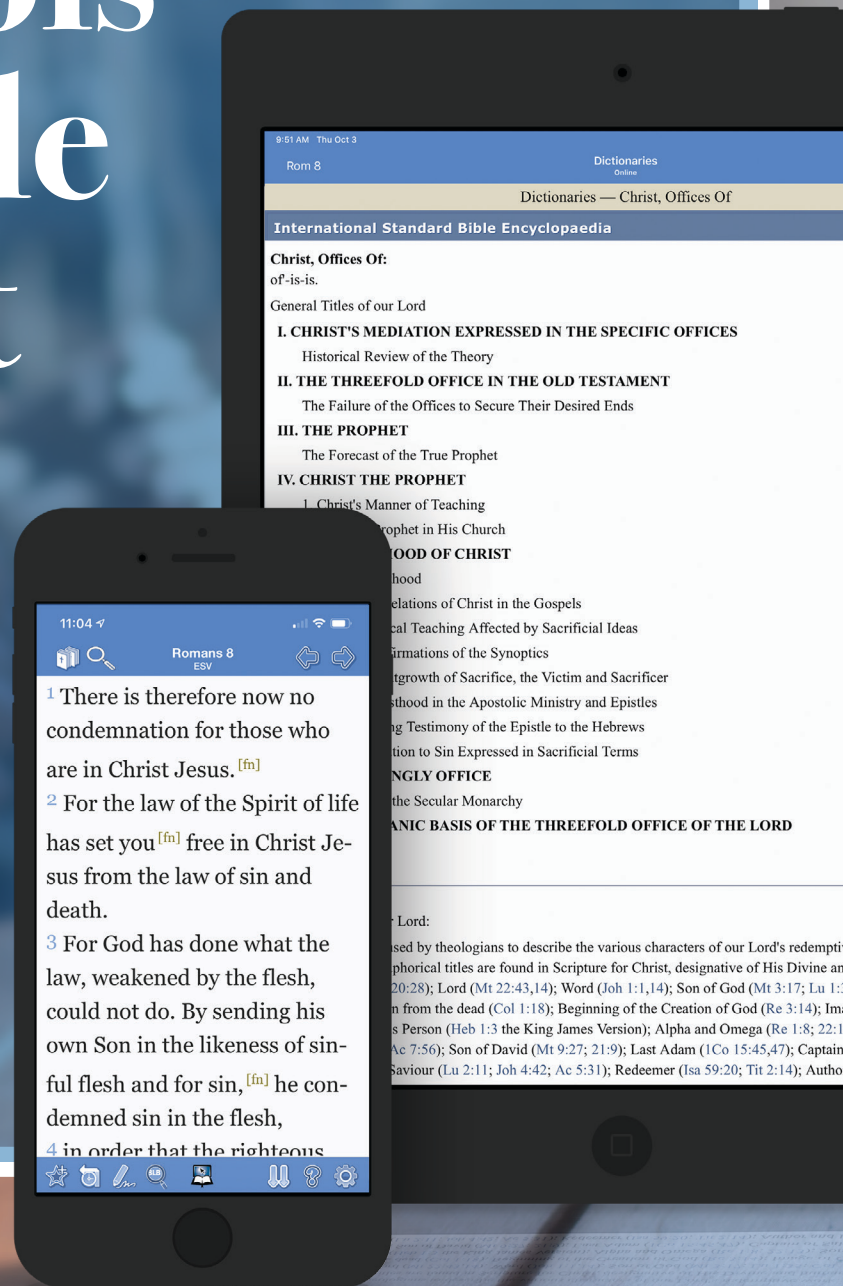 ols
le
t
9:51 AM Thu Oct 3
Rom 8
Dictionaries
Online
Dictionaries — Christ, Offices Of
International Standard Bible Encyclopaedia
Christ, Offices Of:
of'-is-is.
General Titles of our Lord
I. CHRIST'S MEDIATION EXPRESSED IN THE SPECIFIC OFFICES
Historical Review of the Theory
II. THE THREEFOLD OFFICE IN THE OLD TESTAMENT
The Failure of the Offices to Secure Their Desired Ends
III. THE PROPHET
The Forecast of the True Prophet
IV. CHRIST THE PROPHET
1. Christ's Manner of Teaching
rophet in His Church
OOD OF CHRIST
hood
elations of Christ in the Gospels
cal Teaching Affected by Sacrificial Ideas
irmations of the Synoptics
tgrowth of Sacrifice, the Victim and Sacrificer
sthood in the Apostolic Ministry and Epistles
ng Testimony of the Epistle to the Hebrews
tion to Sin Expressed in Sacrificial Terms
NGLY OFFICE
the Secular Monarchy
ANIC BASIS OF THE THREEFOLD OFFICE OF THE LORD
r Lord:
used by theologians to describe the various characters of our Lord's redemptiv
phorical titles are found in Scripture for Christ, designative of His Divine an
20:28); Lord (Mt 22:43,14); Word (Joh 1:1,14); Son of God (Mt 3:17; Lu 1:3
n from the dead (Col 1:18); Beginning of the Creation of God (Re 3:14); Ima
s Person (Heb 1:3 the King James Version); Alpha and Omega (Re 1:8; 22:1
Ac 7:56); Son of David (Mt 9:27; 21:9); Last Adam (1Co 15:45,47); Captain
Saviour (Lu 2:11; Joh 4:42; Ac 5:31); Redeemer (Isa 59:20; Tit 2:14); Autho
11:04
Romans 8
ESV
1 There is therefore now no
condemnation for those who
are in Christ Jesus. [fn]
2 For the law of the Spirit of life
has set you [fn] free in Christ Je-
sus from the law of sin and
death.
3 For God has done what the
law, weakened by the flesh,
could not do. By sending his
own Son in the likeness of sin-
ful flesh and for sin, [fn] he con-
demned sin in the flesh,
4 in order that the righteous
BLB